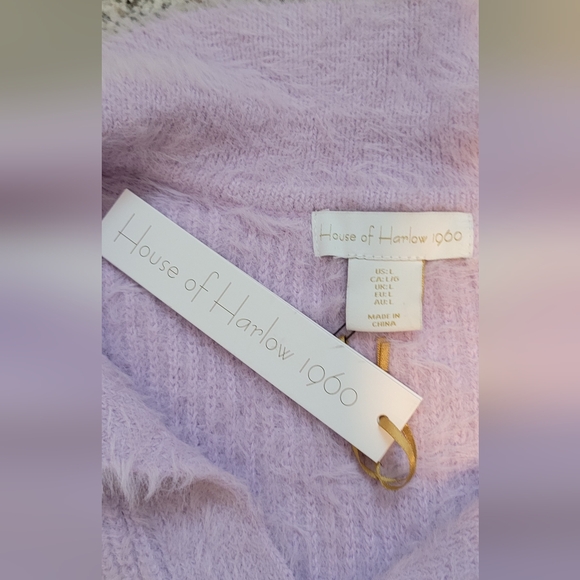 House of Harlow 1960
US: L
CA: L/G
UK: L
EU: L
AU: L
MADE IN
CHINA
House of Harlow 1960